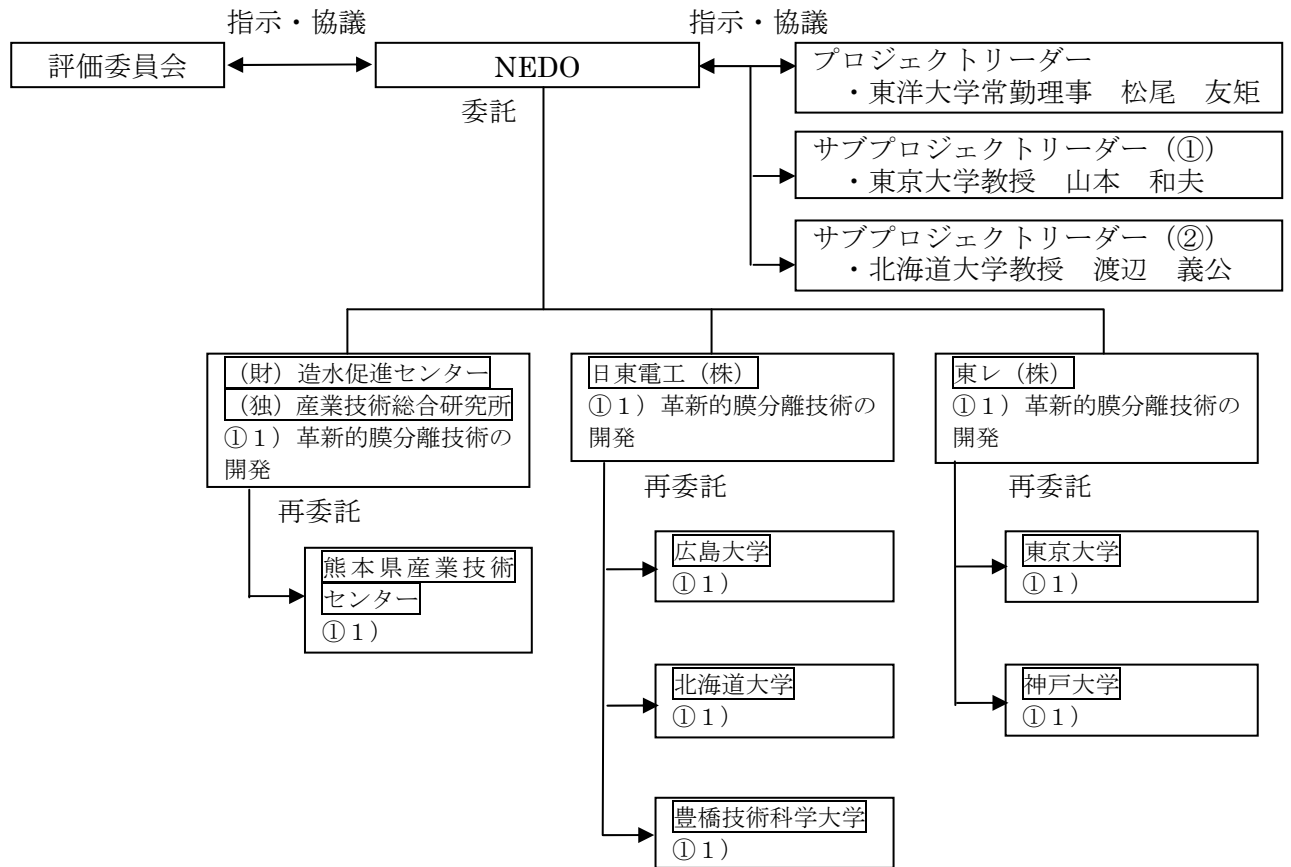 指示・協議
指示・協議
評価委員会
NEDO
プロジェクトリーダー
・東洋大学常勤理事 松尾 友矩
委託
サブプロジェクトリーダー（①）
・東京大学教授 山本 和夫
サブプロジェクトリーダー（②）
・北海道大学教授 渡辺 義公
（財）造水促進センター
（独）産業技術総合研究所
①１）革新的膜分離技術の
開発
日東電工（株）
①１）革新的膜分離技術の
開発
東レ（株）
①１）革新的膜分離技術の
開発
再委託
熊本県産業技術
センター
①１）
再委託
広島大学
①１）
北海道大学
①１）
豊橋技術科学大学
①１）
再委託
東京大学
①１）
神戸大学
①１）